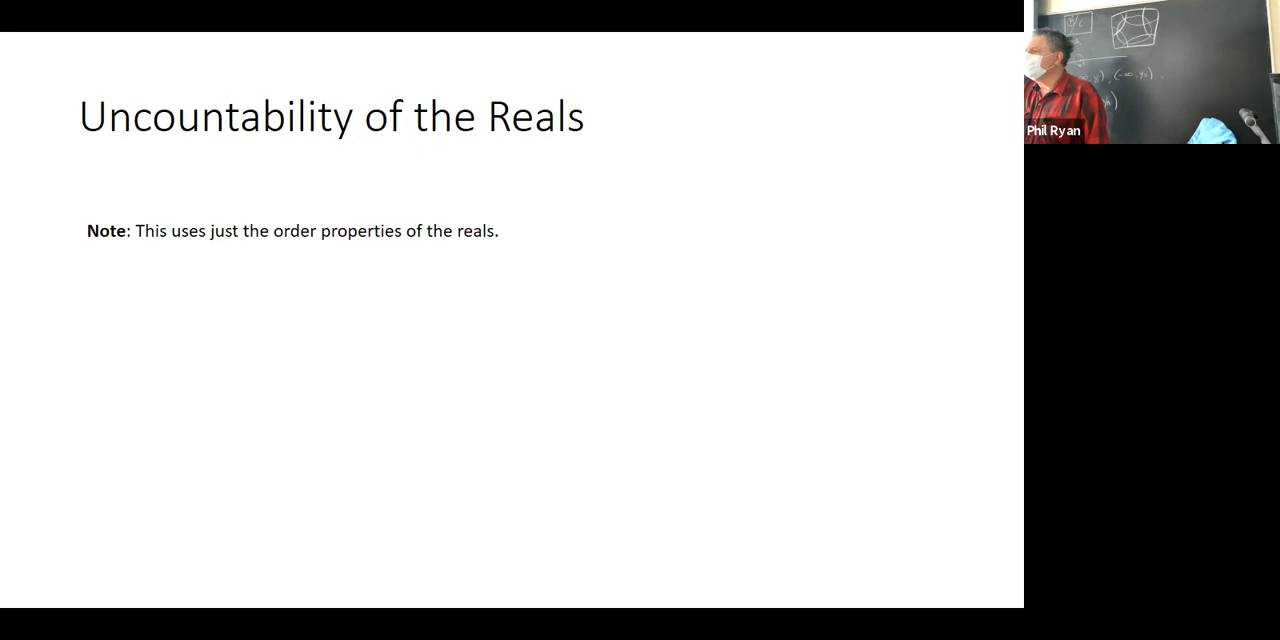 Uncountability of the Reals
Note: This uses just the order properties of the reals.
Phil Ryan